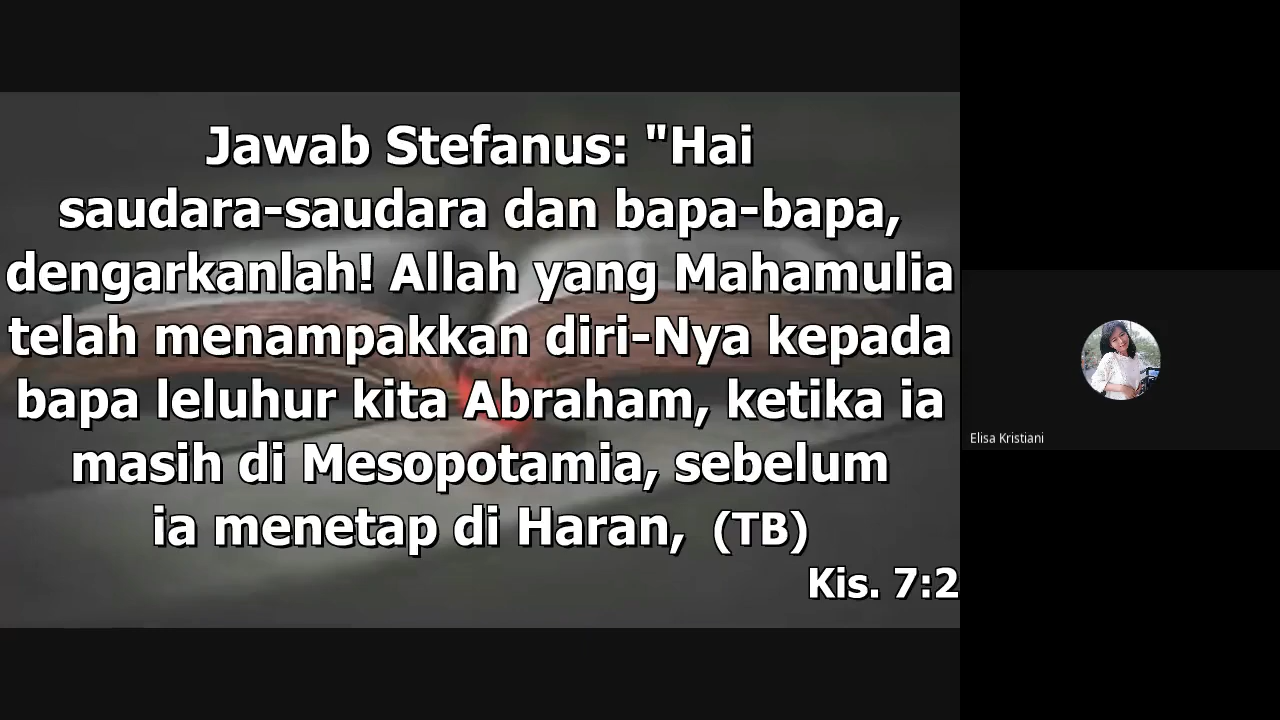 Jawab Stefanus: "Hai
saudara-saudara dan bapa-bapa,
dengarkanlah! Allah yang Mahamulia
telah menampakkan diri-Nya kepada
bapa leluhur kita Abraham, ketika ia
masih di Mesopotamia, sebelum
ia menetap di Haran, (TB)
Kis. 7:2
Elisa Kristiani